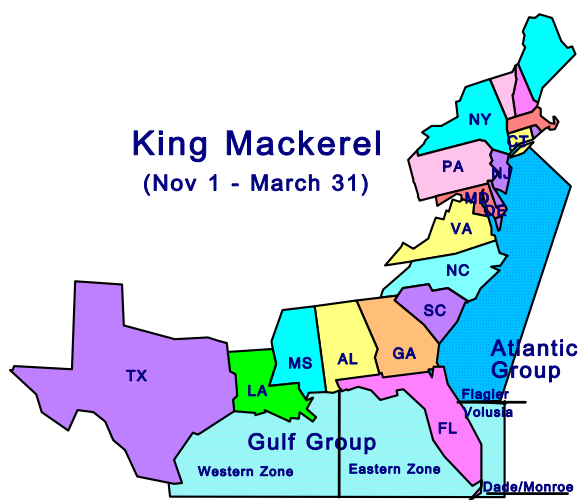 King Mackerel
(Nov 1 - March 31)
NY
CT
PA
NJ
MD
DE
VA
NC
SC
Atlantic
Group
TX
LA
MS
AL
GA
Flagler
Volusia
FL
Gulf Group
Western Zone
Eastern Zone
Dade/Monroe